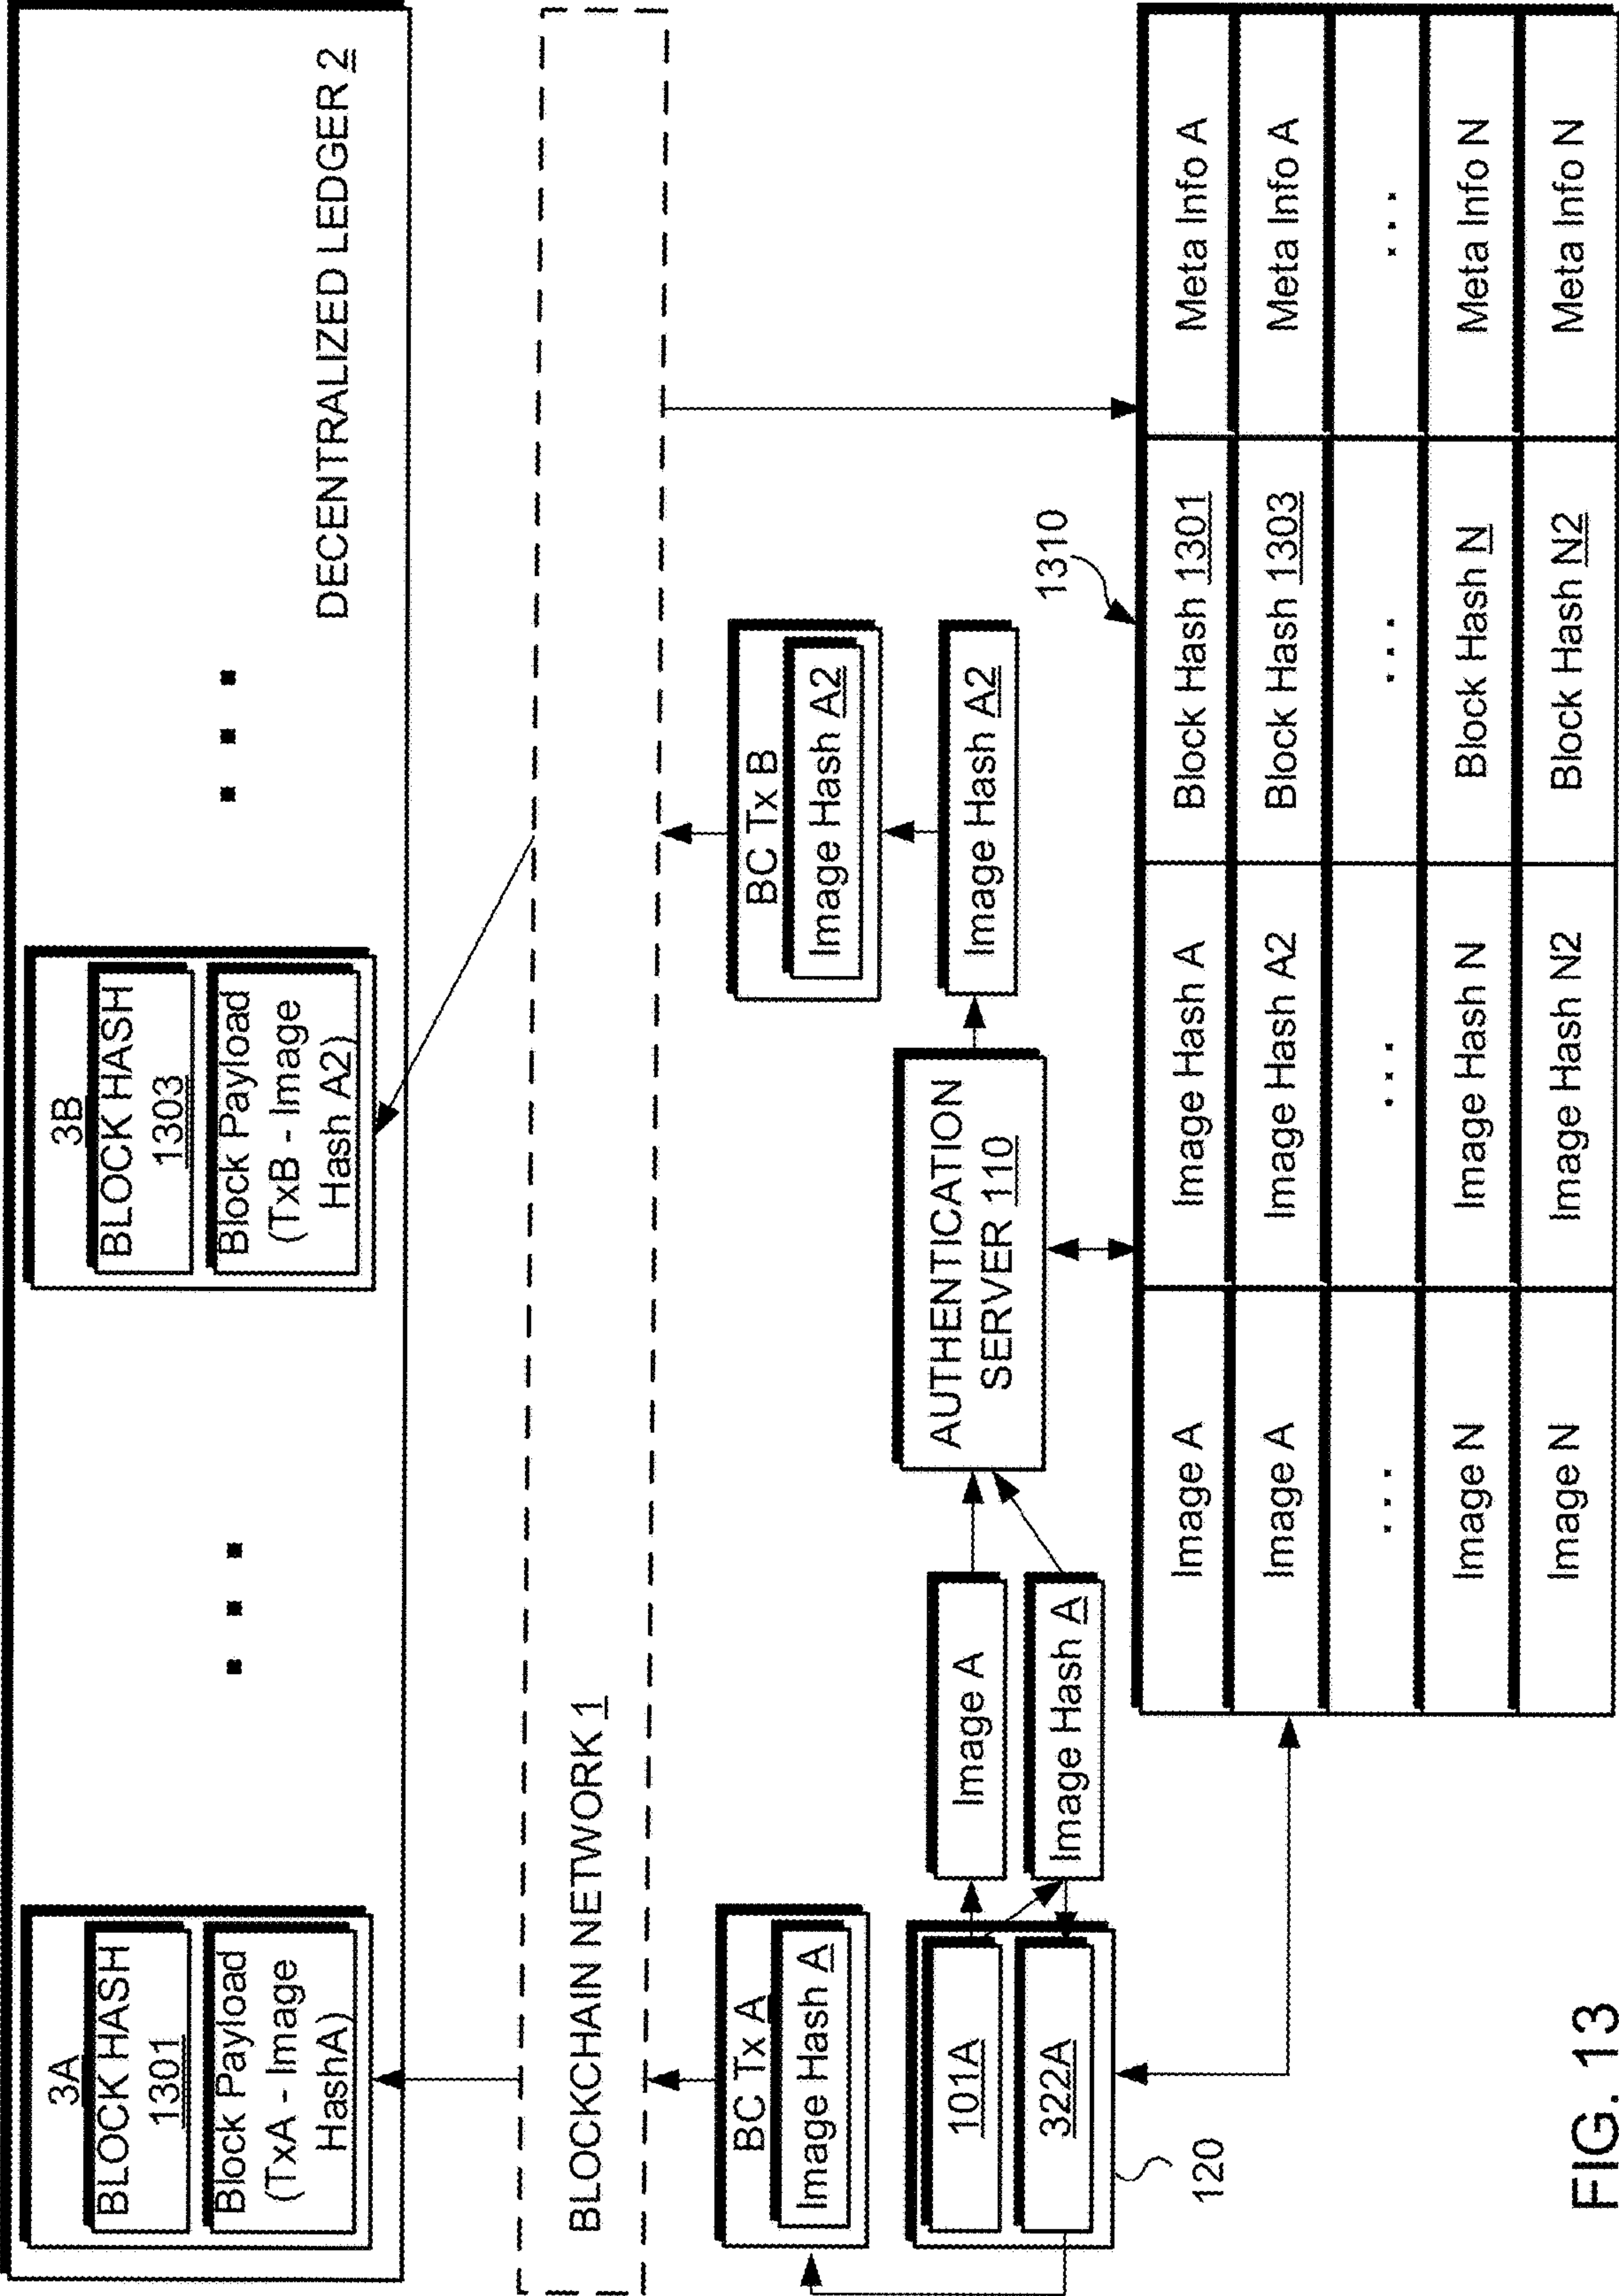 DECENTRALIZED LEDGER 2
3A
BLOCK HASH
1301
Block Payload
(TxA - Image
HashA)
3B
BLOCK HASH
1303
Block Payload
(TxB - Image
Hash A2)
BLOCKCHAIN NETWORK 1
BC Tx A
Image Hash A
BC Tx B
Image Hash A2
101A
322A
120
Image A
Image Hash A
AUTHENTICATION
SERVER 110
Image Hash A2
1310
Image A
Image Hash A
Block Hash 1301
Meta Info A
Image A
Image Hash A2
Block Hash 1303
Meta Info A
Image N
Image Hash N
Block Hash N
Meta Info N
Image N
Image Hash N2
Block Hash N2
Meta Info N
FIG. 13